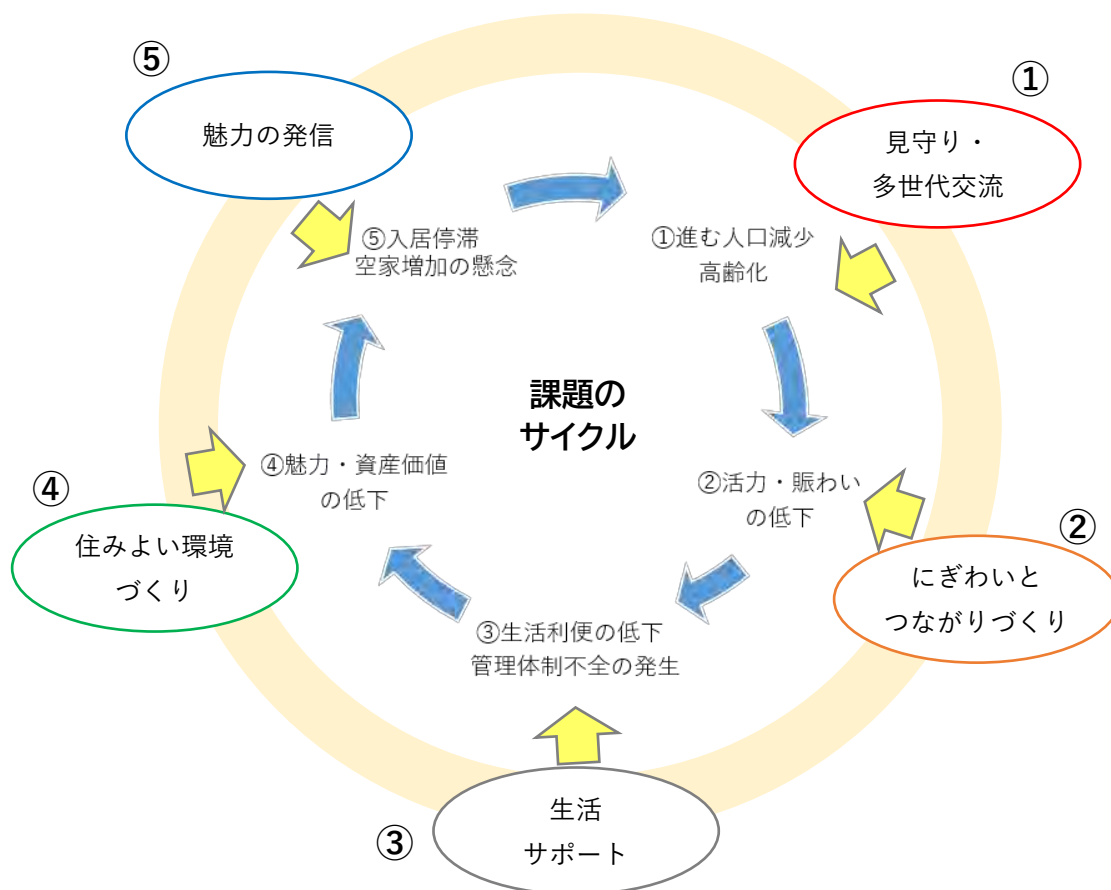 ⑤
魅力の発信
①
見守り・
多世代交流
⑤入居停滞
空家増加の懸念
①進む人口減少
高齢化
課題の
サイクル
④魅力・資産価値
の低下
②活力・賑わい
の低下
④
住みよい環境
づくり
②
にぎわいと
つながりづくり
③生活利便の低下
管理体制不全の発生
③
生活
サポート